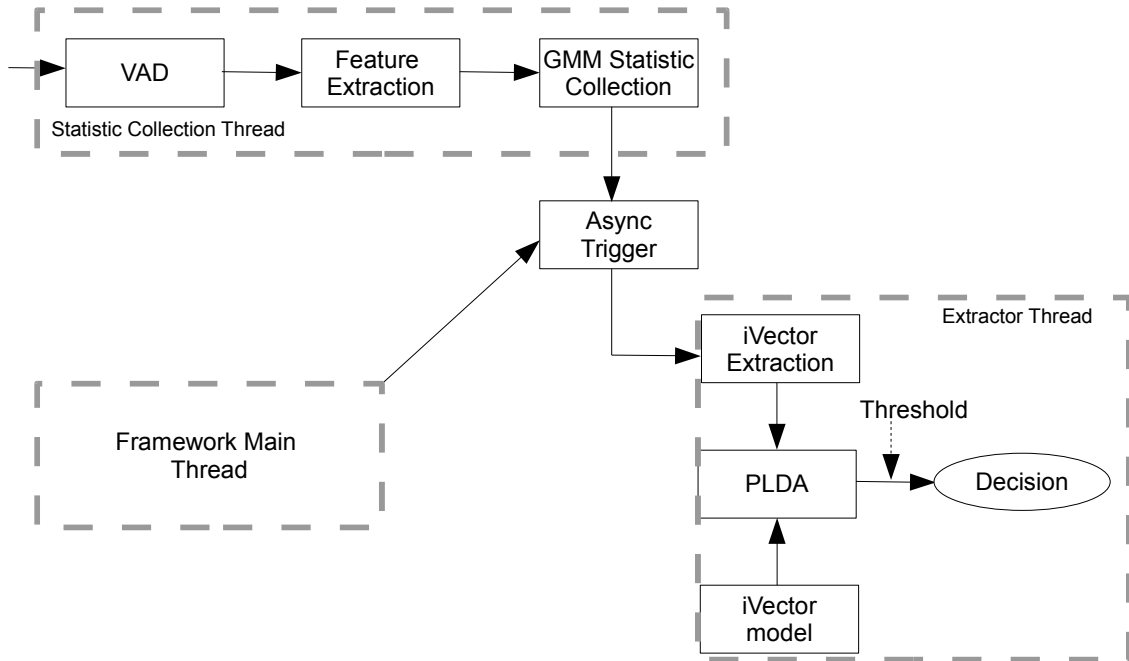 VAD
Feature
Extraction
GMM Statistic
Collection
Statistic Collection Thread
Async
Trigger
Extractor Thread
iVector
Extraction
Threshold
Framework Main
Thread
PLDA
Decision
iVector
model